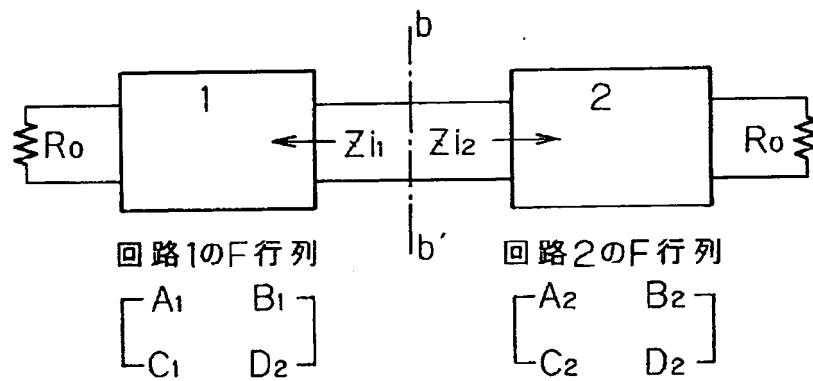 b
1 2
R₀ Zi₁ Zi₂ R₀
b′
回路1のF行列 回路2のF行列
A₁ B₁ A₂ B₂
C₁ D₂ C₂ D₂